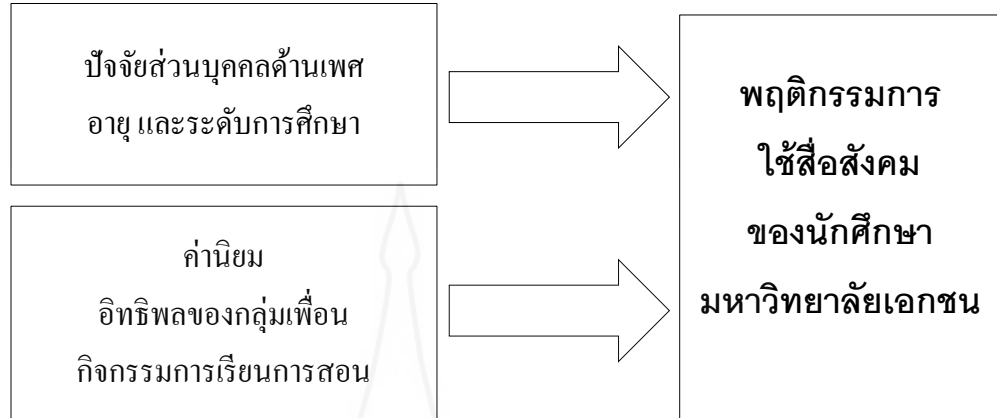 ปัจจัยส่วนบุคคลด้านเพศ
อายุ และระดับการศึกษา
ค่านิยม
อิทธิพลของกลุ่มเพื่อน
กิจกรรมการเรียนการสอน
พฤติกรรมการ
ใช้สื่อสังคม
ของนักศึกษา
มหาวิทยาลัยเอกชน